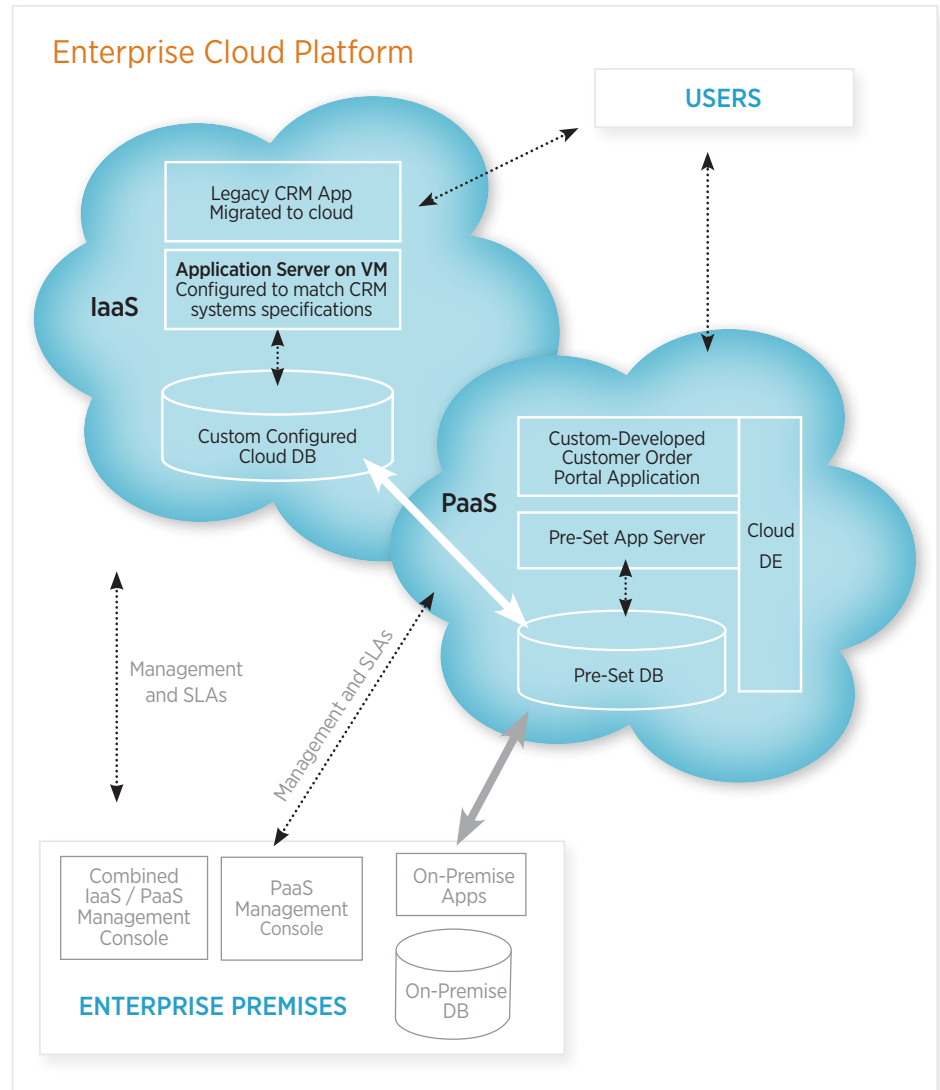 Enterprise Cloud Platform
USERS
Legacy CRM App
Migrated to cloud
Application Server on VM
Configured to match CRM
systems specifications
IaaS
Custom Configured
Cloud DB
Custom-Developed
Customer Order
Portal Application
PaaS
Pre-Set App Server
Cloud
DE
Pre-Set DB
Management
and SLAs
Management and SLAs
Combined
IaaS / PaaS
Management
Console
PaaS
Management
Console
On-Premise
Apps
On-Premise
DB
ENTERPRISE PREMISES